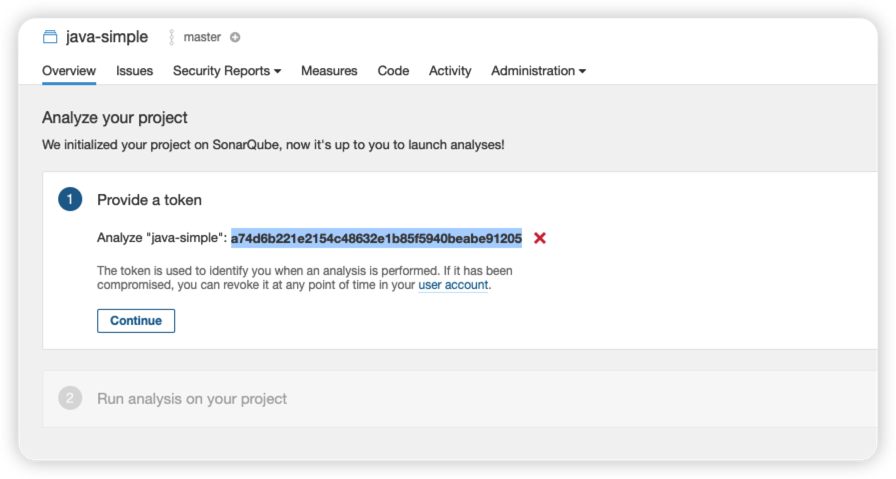 java-simple master
Overview Issues Security Reports Measures Code Activity Administration
Analyze your project
We initialized your project on SonarQube, now it's up to you to launch analyses!
1 Provide a token
Analyze "java-simple": a74d6b221e2154c48632e1b85f5940beabe91205
The token is used to identify you when an analysis is performed. If it has been
compromised, you can revoke it at any point of time in your user account.
Continue
2 Run analysis on your project